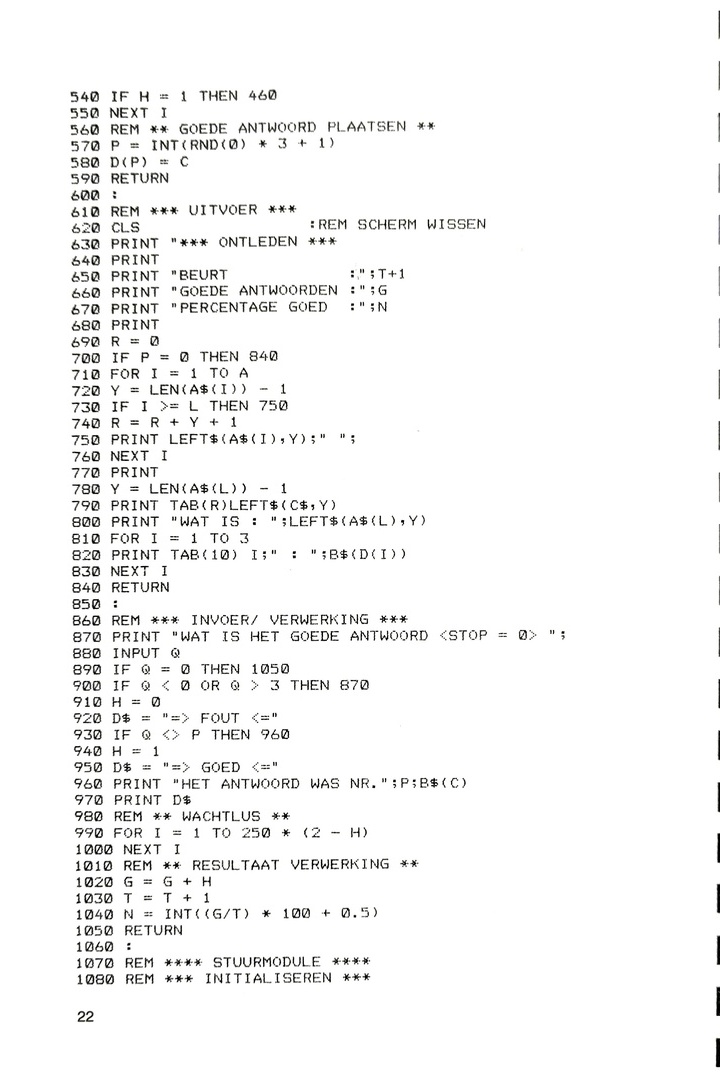 540 IF H = 1 THEN 460
550 NEXT I
560 REM ** GOEDE ANTWOORD PLAATSEN **
570 P = INT(RND(0) * 3 + 1)
580 D(P) = C
590 RETURN
600 :
610 REM *** UITVOER ***
620 CLS                 :REM SCHERM WISSEN
630 PRINT "*** ONTLEDEN ***
640 PRINT
650 PRINT "BEURT            :";T+1
660 PRINT "GOEDE ANTWOORDEN :";G
670 PRINT "PERCENTAGE GOED  :";N
680 PRINT
690 R = 0
700 IF P = 0 THEN 840
710 FOR I = 1 TO A
720 Y = LEN(A$(I)) - 1
730 IF I >= L THEN 750
740 R = R + Y + 1
750 PRINT LEFT$(A$(I),Y);" ";
760 NEXT I
770 PRINT
780 Y = LEN(A$(L)) - 1
790 PRINT TAB(R)LEFT$(C$,Y)
800 PRINT "WAT IS : ";LEFT$(A$(L),Y)
810 FOR I = 1 TO 3
820 PRINT TAB(10) I;" : ";B$(D(I))
830 NEXT I
840 RETURN
850 :
860 REM *** INVOER/ VERWERKING ***
870 PRINT "WAT IS HET GOEDE ANTWOORD <STOP = 0> ";
880 INPUT Q
890 IF Q = 0 THEN 1050
900 IF Q < 0 OR Q > 3 THEN 870
910 H = 0
920 D$ = "=> FOUT <="
930 IF Q <> P THEN 960
940 H = 1
950 D$ = "=> GOED <="
960 PRINT "HET ANTWOORD WAS NR.";P;B$(C)
970 PRINT D$
980 REM ** WACHTLUS **
990 FOR I = 1 TO 250 * (2 - H)
1000 NEXT I
1010 REM ** RESULTAAT VERWERKING **
1020 G = G + H
1030 T = T + 1
1040 N = INT((G/T) * 100 + 0.5)
1050 RETURN
1060 :
1070 REM **** STUURMODULE ****
1080 REM *** INITIALISEREN ***
22